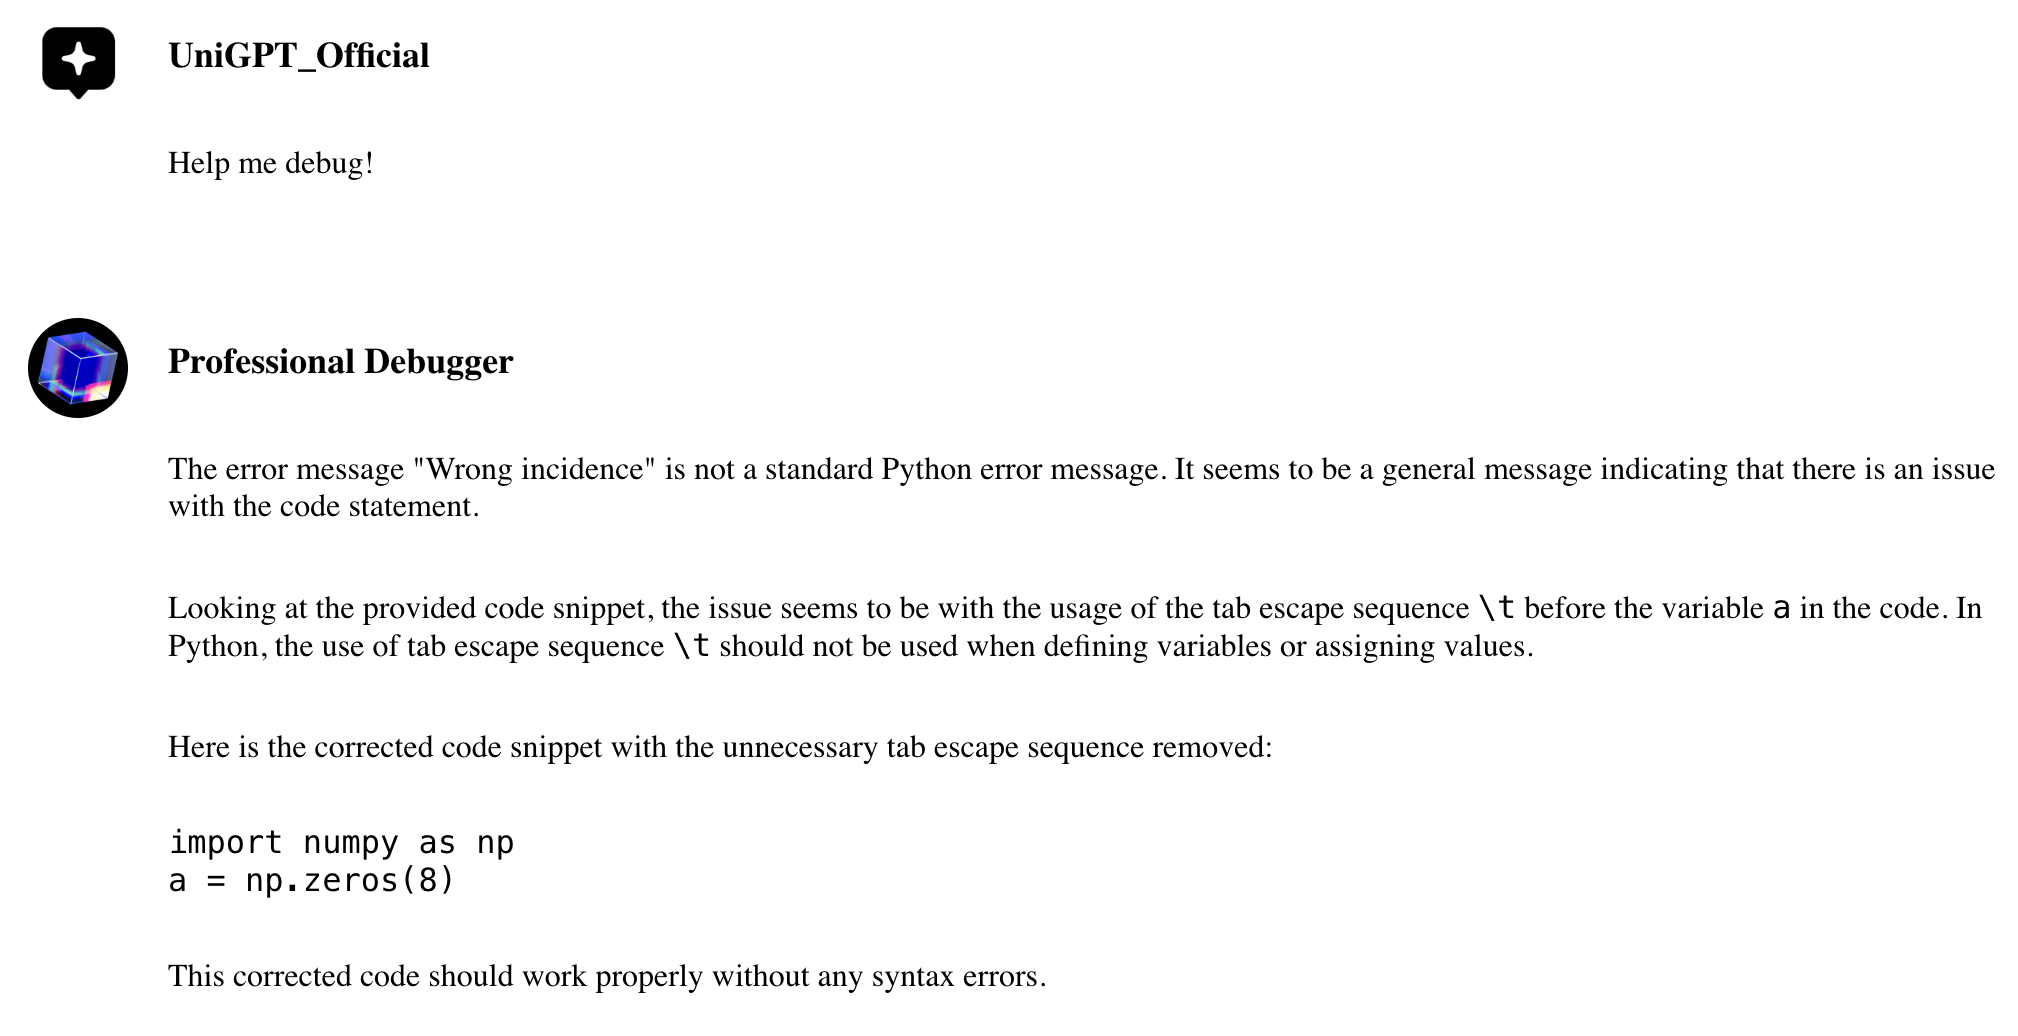 UniGPT_Official
Help me debug!
Professional Debugger
The error message "Wrong incidence" is not a standard Python error message. It seems to be a general message indicating that there is an issue
with the code statement.
Looking at the provided code snippet, the issue seems to be with the usage of the tab escape sequence \t before the variable a in the code. In
Python, the use of tab escape sequence \t should not be used when defining variables or assigning values.
Here is the corrected code snippet with the unnecessary tab escape sequence removed:
import numpy as np
a = np.zeros(8)
This corrected code should work properly without any syntax errors.